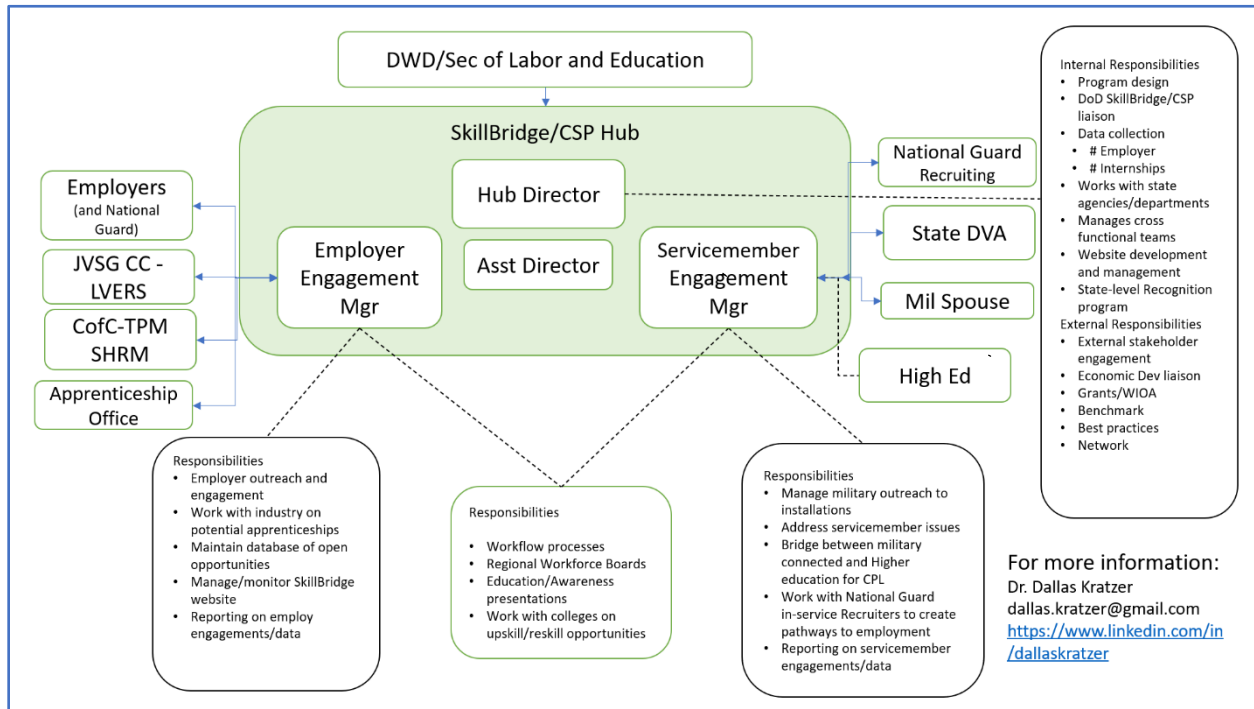 DWD/Sec of Labor and Education
SkillBridge/CSP Hub
Hub Director
Asst Director
Employer
Engagement
Mgr
Servicemember
Engagement
Mgr
Employers
(and National
Guard)
JVSG CC -
LVERS
CofC-TPM
SHRM
Apprenticeship
Office
National Guard
Recruiting
State DVA
Mil Spouse
High Ed
Internal Responsibilities
• Program design
• DoD SkillBridge/CSP
liaison
• Data collection
• # Employer
• # Internships
• Works with state
agencies/departments
• Manages cross
functional teams
• Website development
and management
• State-level Recognition
program
External Responsibilities
• External stakeholder
engagement
• Economic Dev liaison
• Grants/WIOA
• Benchmark
• Best practices
• Network
Responsibilities
• Employer outreach and
engagement
• Work with industry on
potential apprenticeships
• Maintain database of open
opportunities
• Manage/monitor SkillBridge
website
• Reporting on employ
engagements/data
Responsibilities
• Workflow processes
• Regional Workforce Boards
• Education/Awareness
presentations
• Work with colleges on
upskill/reskill opportunities
Responsibilities
• Manage military outreach to
installations
• Address servicemember issues
• Bridge between military
connected and Higher
education for CPL
• Work with National Guard
in-service Recruiters to create
pathways to employment
• Reporting on servicemember
engagements/data
For more information:
Dr. Dallas Kratzer
dallas.kratzer@gmail.com
https://www.linkedin.com/in
/dallaskratzer